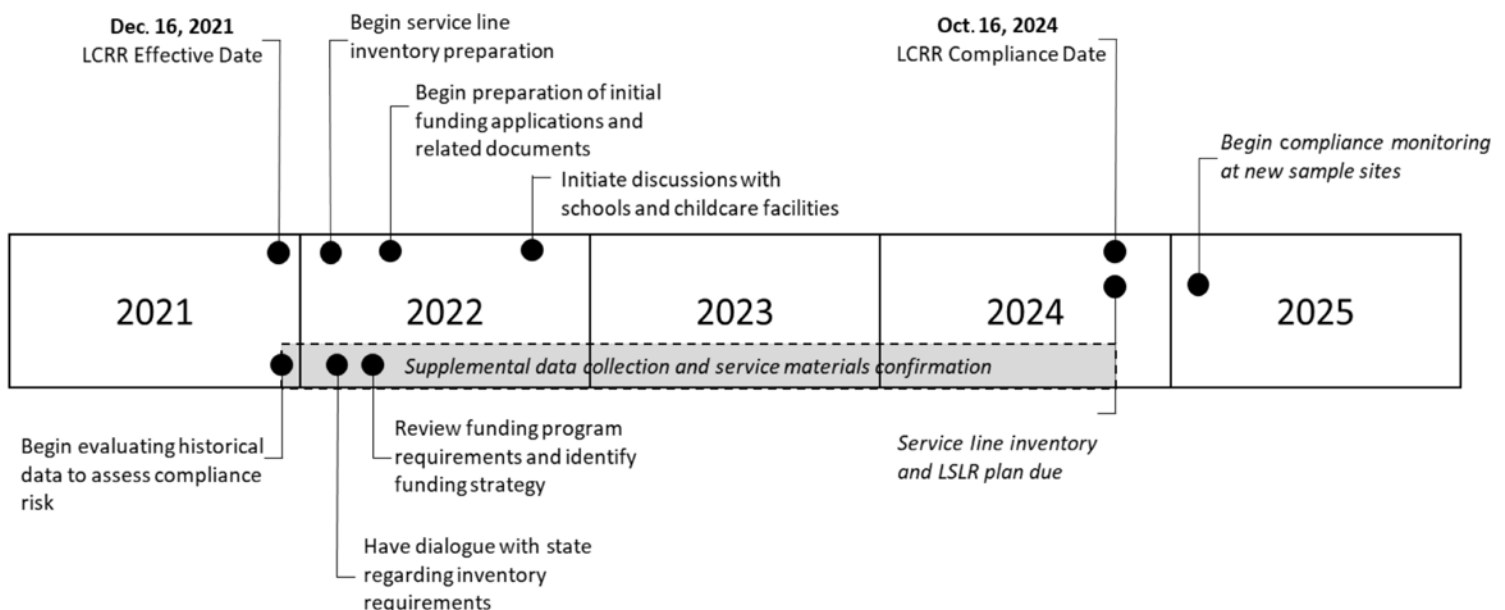 Dec. 16, 2021
LCRR Effective Date
Begin service line
inventory preparation
Begin preparation of initial
funding applications and
related documents
Initiate discussions with
schools and childcare facilities
Oct. 16, 2024
LCRR Compliance Date
Begin compliance monitoring
at new sample sites
2021
2022
2023
2024
2025
Supplemental data collection and service materials confirmation
Begin evaluating historical
data to assess compliance
risk
Review funding program
requirements and identify
funding strategy
Have dialogue with state
regarding inventory
requirements
Service line inventory
and LSLR plan due